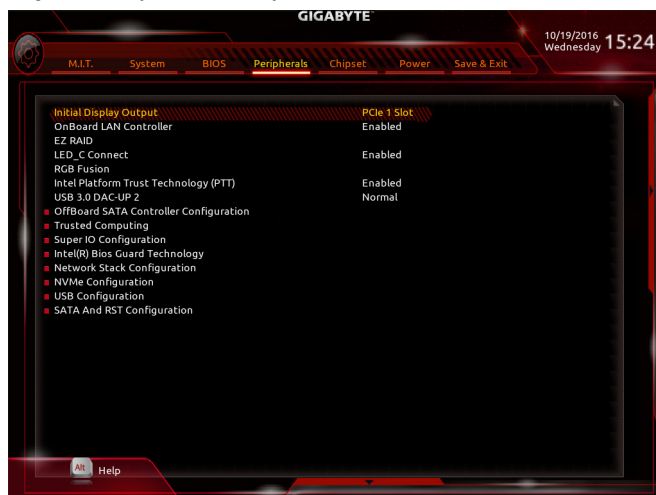 GIGABYTE™
10/19/2016
Wednesday 15:24
M.I.T. System BIOS Peripherals Chipset Power Save & Exit
Initial Display Output PCIe 1 Slot
OnBoard LAN Controller Enabled
EZ RAID
LED_C Connect Enabled
RGB Fusion
Intel Platform Trust Technology (PTT) Enabled
USB 3.0 DAC-UP 2 Normal
OffBoard SATA Controller Configuration
Trusted Computing
Super IO Configuration
Intel(R) Bios Guard Technology
Network Stack Configuration
NVMe Configuration
USB Configuration
SATA And RST Configuration
Alt Help